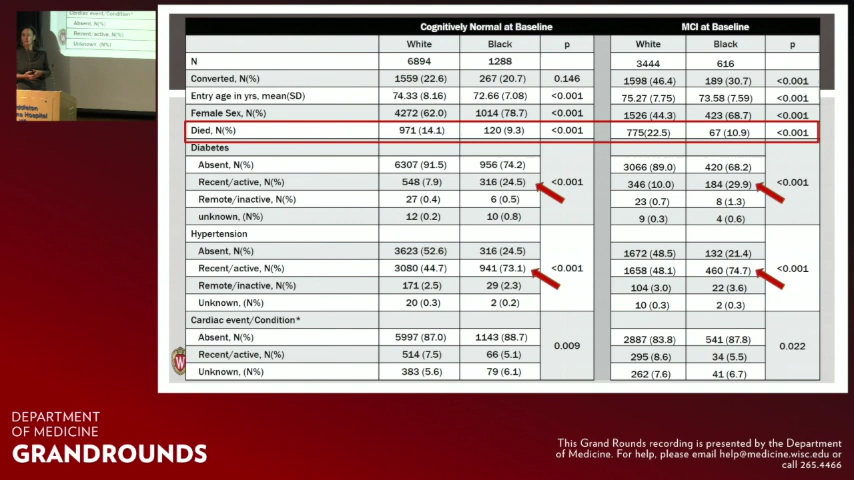 Cardiac event/Condition*
Absent, N(%)
Recent/active, N(%)
Unknown, (N%)
Cognitively Normal at Baseline MCI at Baseline
White Black p White Black p
N 6894 1288 3444 616
Converted, N(%) 1559 (22.6) 267 (20.7) 0.146 1598 (46.4) 189 (30.7) <0.001
Entry age in yrs, mean(SD) 74.33 (8.16) 72.66 (7.08) <0.001 75.27 (7.75) 73.58 (7.59) <0.001
Female Sex, N(%) 4272 (62.0) 1014 (78.7) <0.001 1526 (44.3) 423 (68.7) <0.001
Died, N(%) 971 (14.1) 120 (9.3) <0.001 775(22.5) 67 (10.9) <0.001
Diabetes
Absent, N(%) 6307 (91.5) 956 (74.2) 3066 (89.0) 420 (68.2)
Recent/active, N(%) 548 (7.9) 316 (24.5) <0.001 346 (10.0) 184 (29.9) <0.001
Remote/inactive, N(%) 27 (0.4) 6 (0.5) 23 (0.7) 8 (1.3)
unknown, (N%) 12 (0.2) 10 (0.8) 9 (0.3) 4 (0.6)
Hypertension
Absent, N(%) 3623 (52.6) 316 (24.5) 1672 (48.5) 132 (21.4)
Recent/active, N(%) 3080 (44.7) 941 (73.1) <0.001 1658 (48.1) 460 (74.7) <0.001
Remote/inactive, N(%) 171 (2.5) 29 (2.3) 104 (3.0) 22 (3.6)
Unknown, (N%) 20 (0.3) 2 (0.2) 10 (0.3) 2 (0.3)
Cardiac event/Condition*
Absent, N(%) 5997 (87.0) 1143 (88.7) 2887 (83.8) 541 (87.8)
Recent/active, N(%) 514 (7.5) 66 (5.1) 0.009 295 (8.6) 34 (5.5) 0.022
Unknown, (N%) 383 (5.6) 79 (6.1) 262 (7.6) 41 (6.7)
W
DEPARTMENT
OF MEDICINE
GRANDROUNDS
This Grand Rounds recording is presented by the Department
of Medicine. For help, please email help@medicine.wisc.edu or
call 265.4466